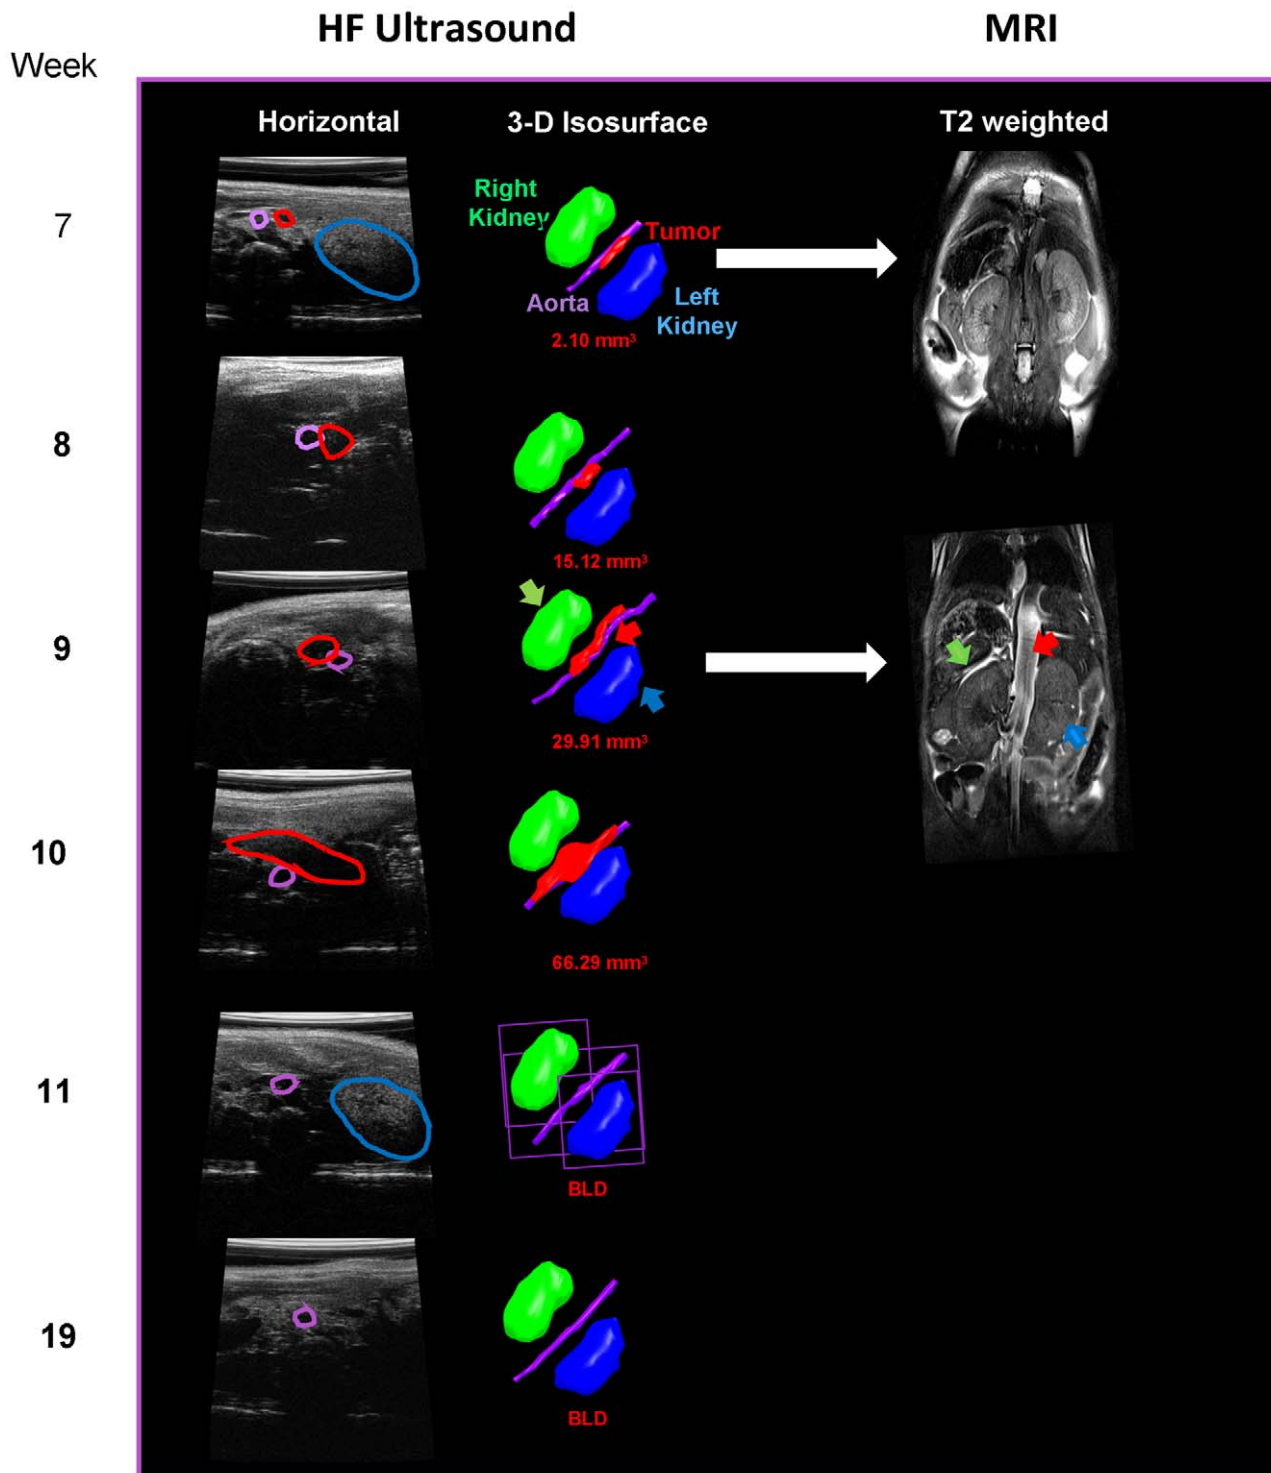 HF Ultrasound MRI
Week
Horizontal 3-D Isosurface T2 weighted
7
Right
Kidney
Tumor
Aorta
Left
Kidney
2.10 mm³
8
15.12 mm³
9
29.91 mm³
10
66.29 mm³
11
BLD
19
BLD